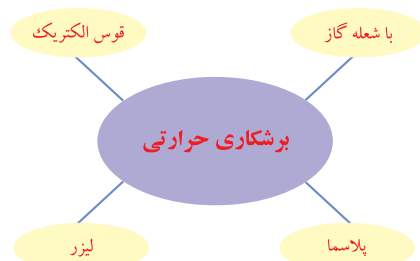 با شعله گاز
قوس الکتریک
برشکاری حرارتی
پلاسما
لیزر